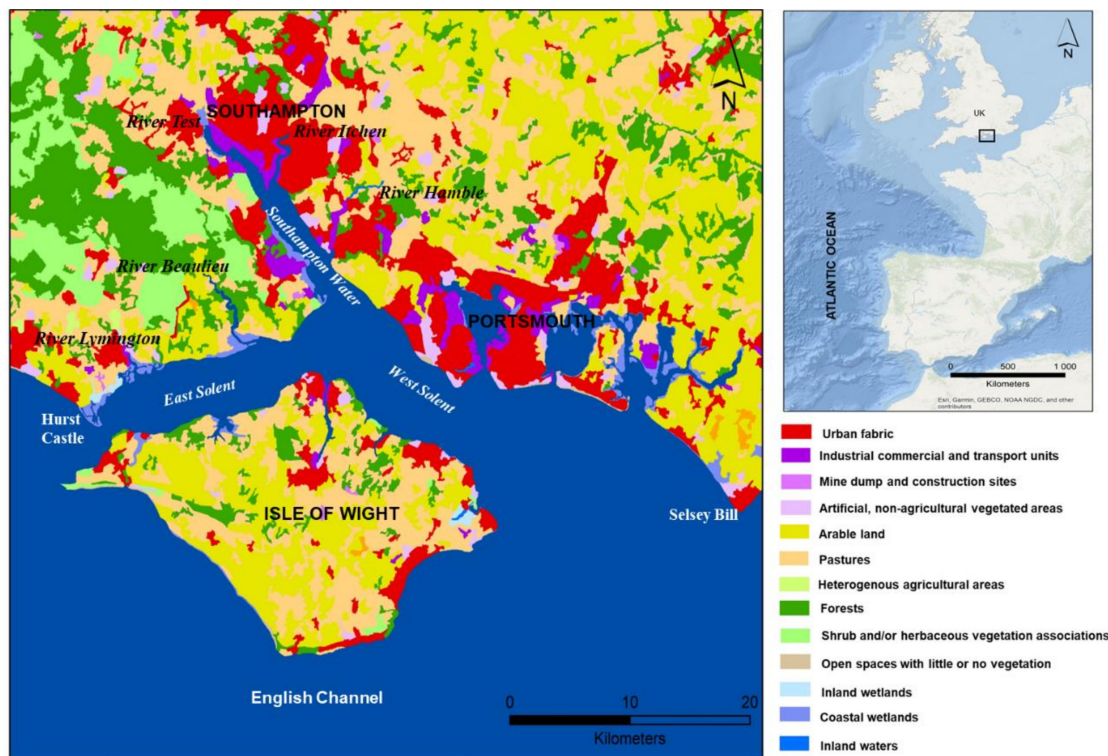 SOUTHAMPTON
River Test
River Itchen
River Hamble
Southampton Water
River Beaulieu
River Lymington
PORTSMOUTH
East Solent
West Solent
Hurst
Castle
ISLE OF WIGHT
Selsey Bill
English Channel
0 10 20
Kilometers
N
N
UK
ATLANTIC OCEAN
0 500 1 000
Kilometers
Esri, Garmin, GEBCO, NOAA NGDC, and other
contributors
Urban fabric
Industrial commercial and transport units
Mine dump and construction sites
Artificial, non-agricultural vegetated areas
Arable land
Pastures
Heterogenous agricultural areas
Forests
Shrub and/or herbaceous vegetation associations
Open spaces with little or no vegetation
Inland wetlands
Coastal wetlands
Inland waters